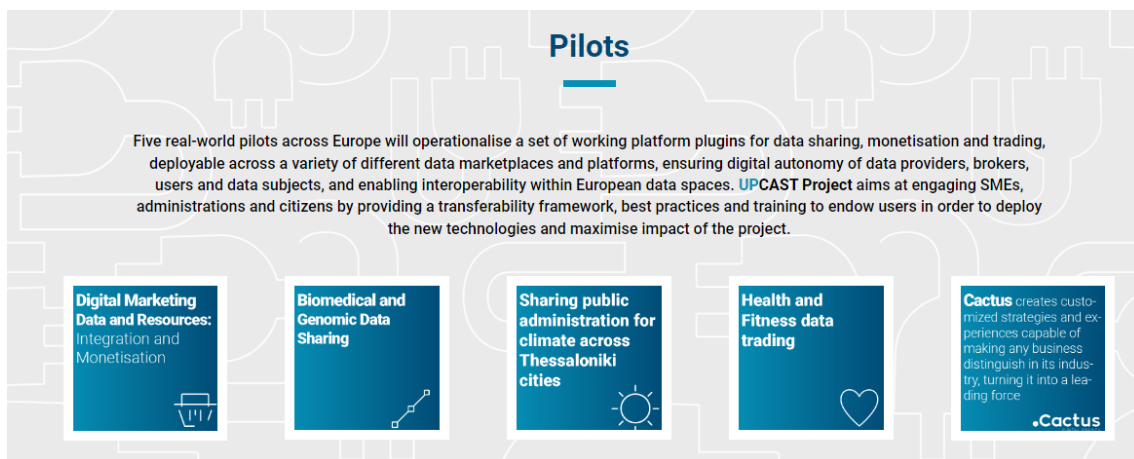 Pilots
Five real-world pilots across Europe will operationalise a set of working platform plugins for data sharing, monetisation and trading,
deployable across a variety of different data marketplaces and platforms, ensuring digital autonomy of data providers, brokers,
users and data subjects, and enabling interoperability within European data spaces. UPCAST Project aims at engaging SMEs,
administrations and citizens by providing a transferability framework, best practices and training to endow users in order to deploy
the new technologies and maximise impact of the project.
Digital Marketing
Data and Resources:
Integration and
Monetisation
Biomedical and
Genomic Data
Sharing
Sharing public
administration for
climate across
Thessaloniki
cities
Health and
Fitness data
trading
Cactus creates custo-
mized strategies and ex-
periences capable of
making any business
distinguish in its indus-
try, turning it into a lea-
ding force
.Cactus